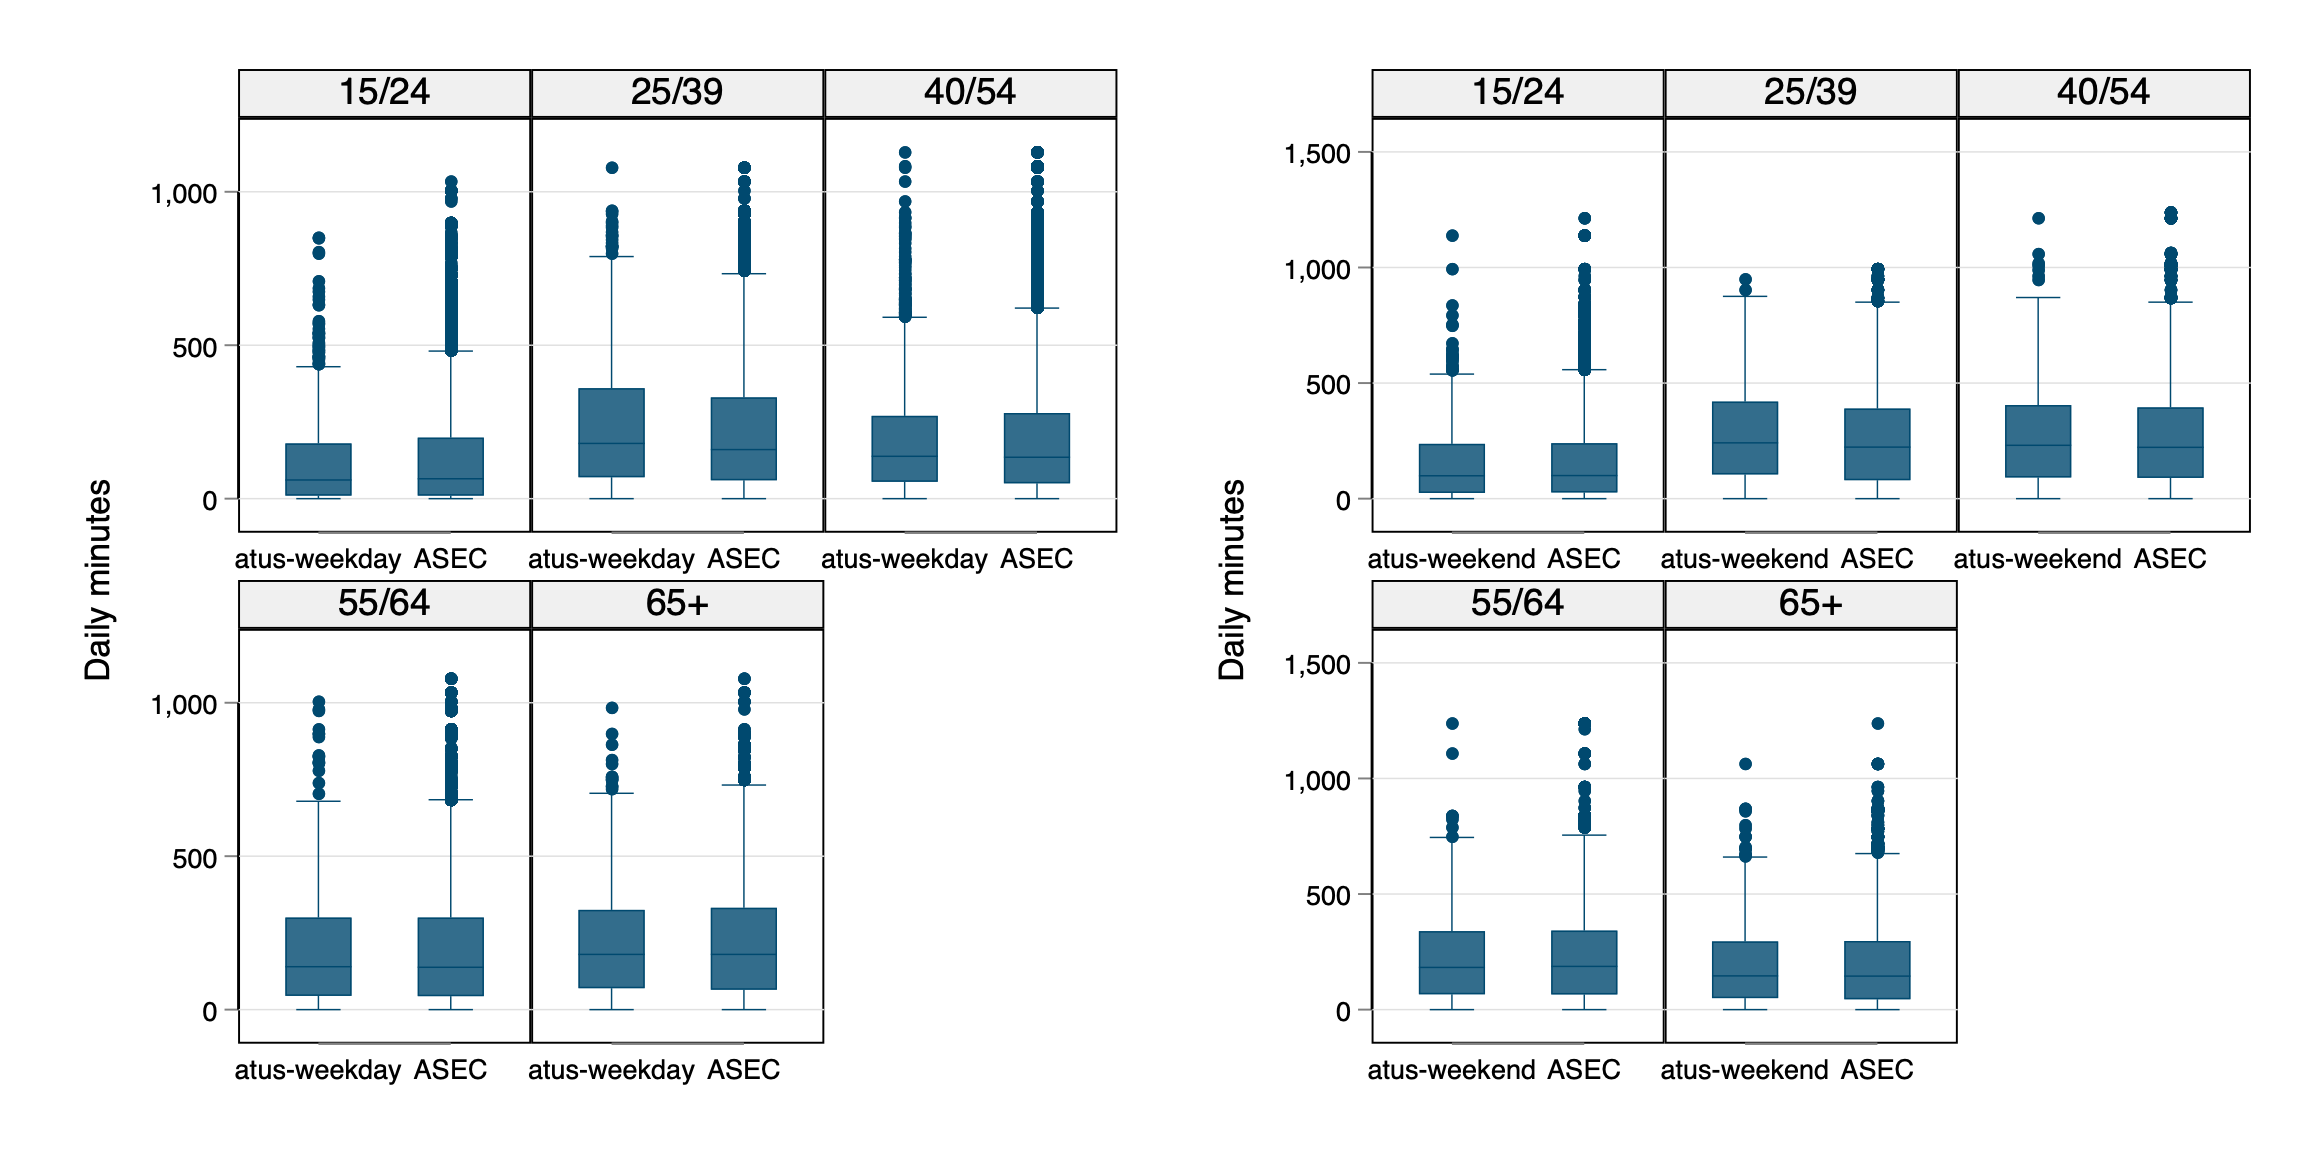 15/24 25/39 40/54
1,000
500
0
atus-weekday ASEC atus-weekday ASEC atus-weekday ASEC
55/64 65+
1,000
500
0
atus-weekday ASEC atus-weekday ASEC
Daily minutes
15/24 25/39 40/54
1,500
1,000
500
0
atus-weekend ASEC atus-weekend ASEC atus-weekend ASEC
55/64 65+
1,500
1,000
500
0
atus-weekend ASEC atus-weekend ASEC
Daily minutes